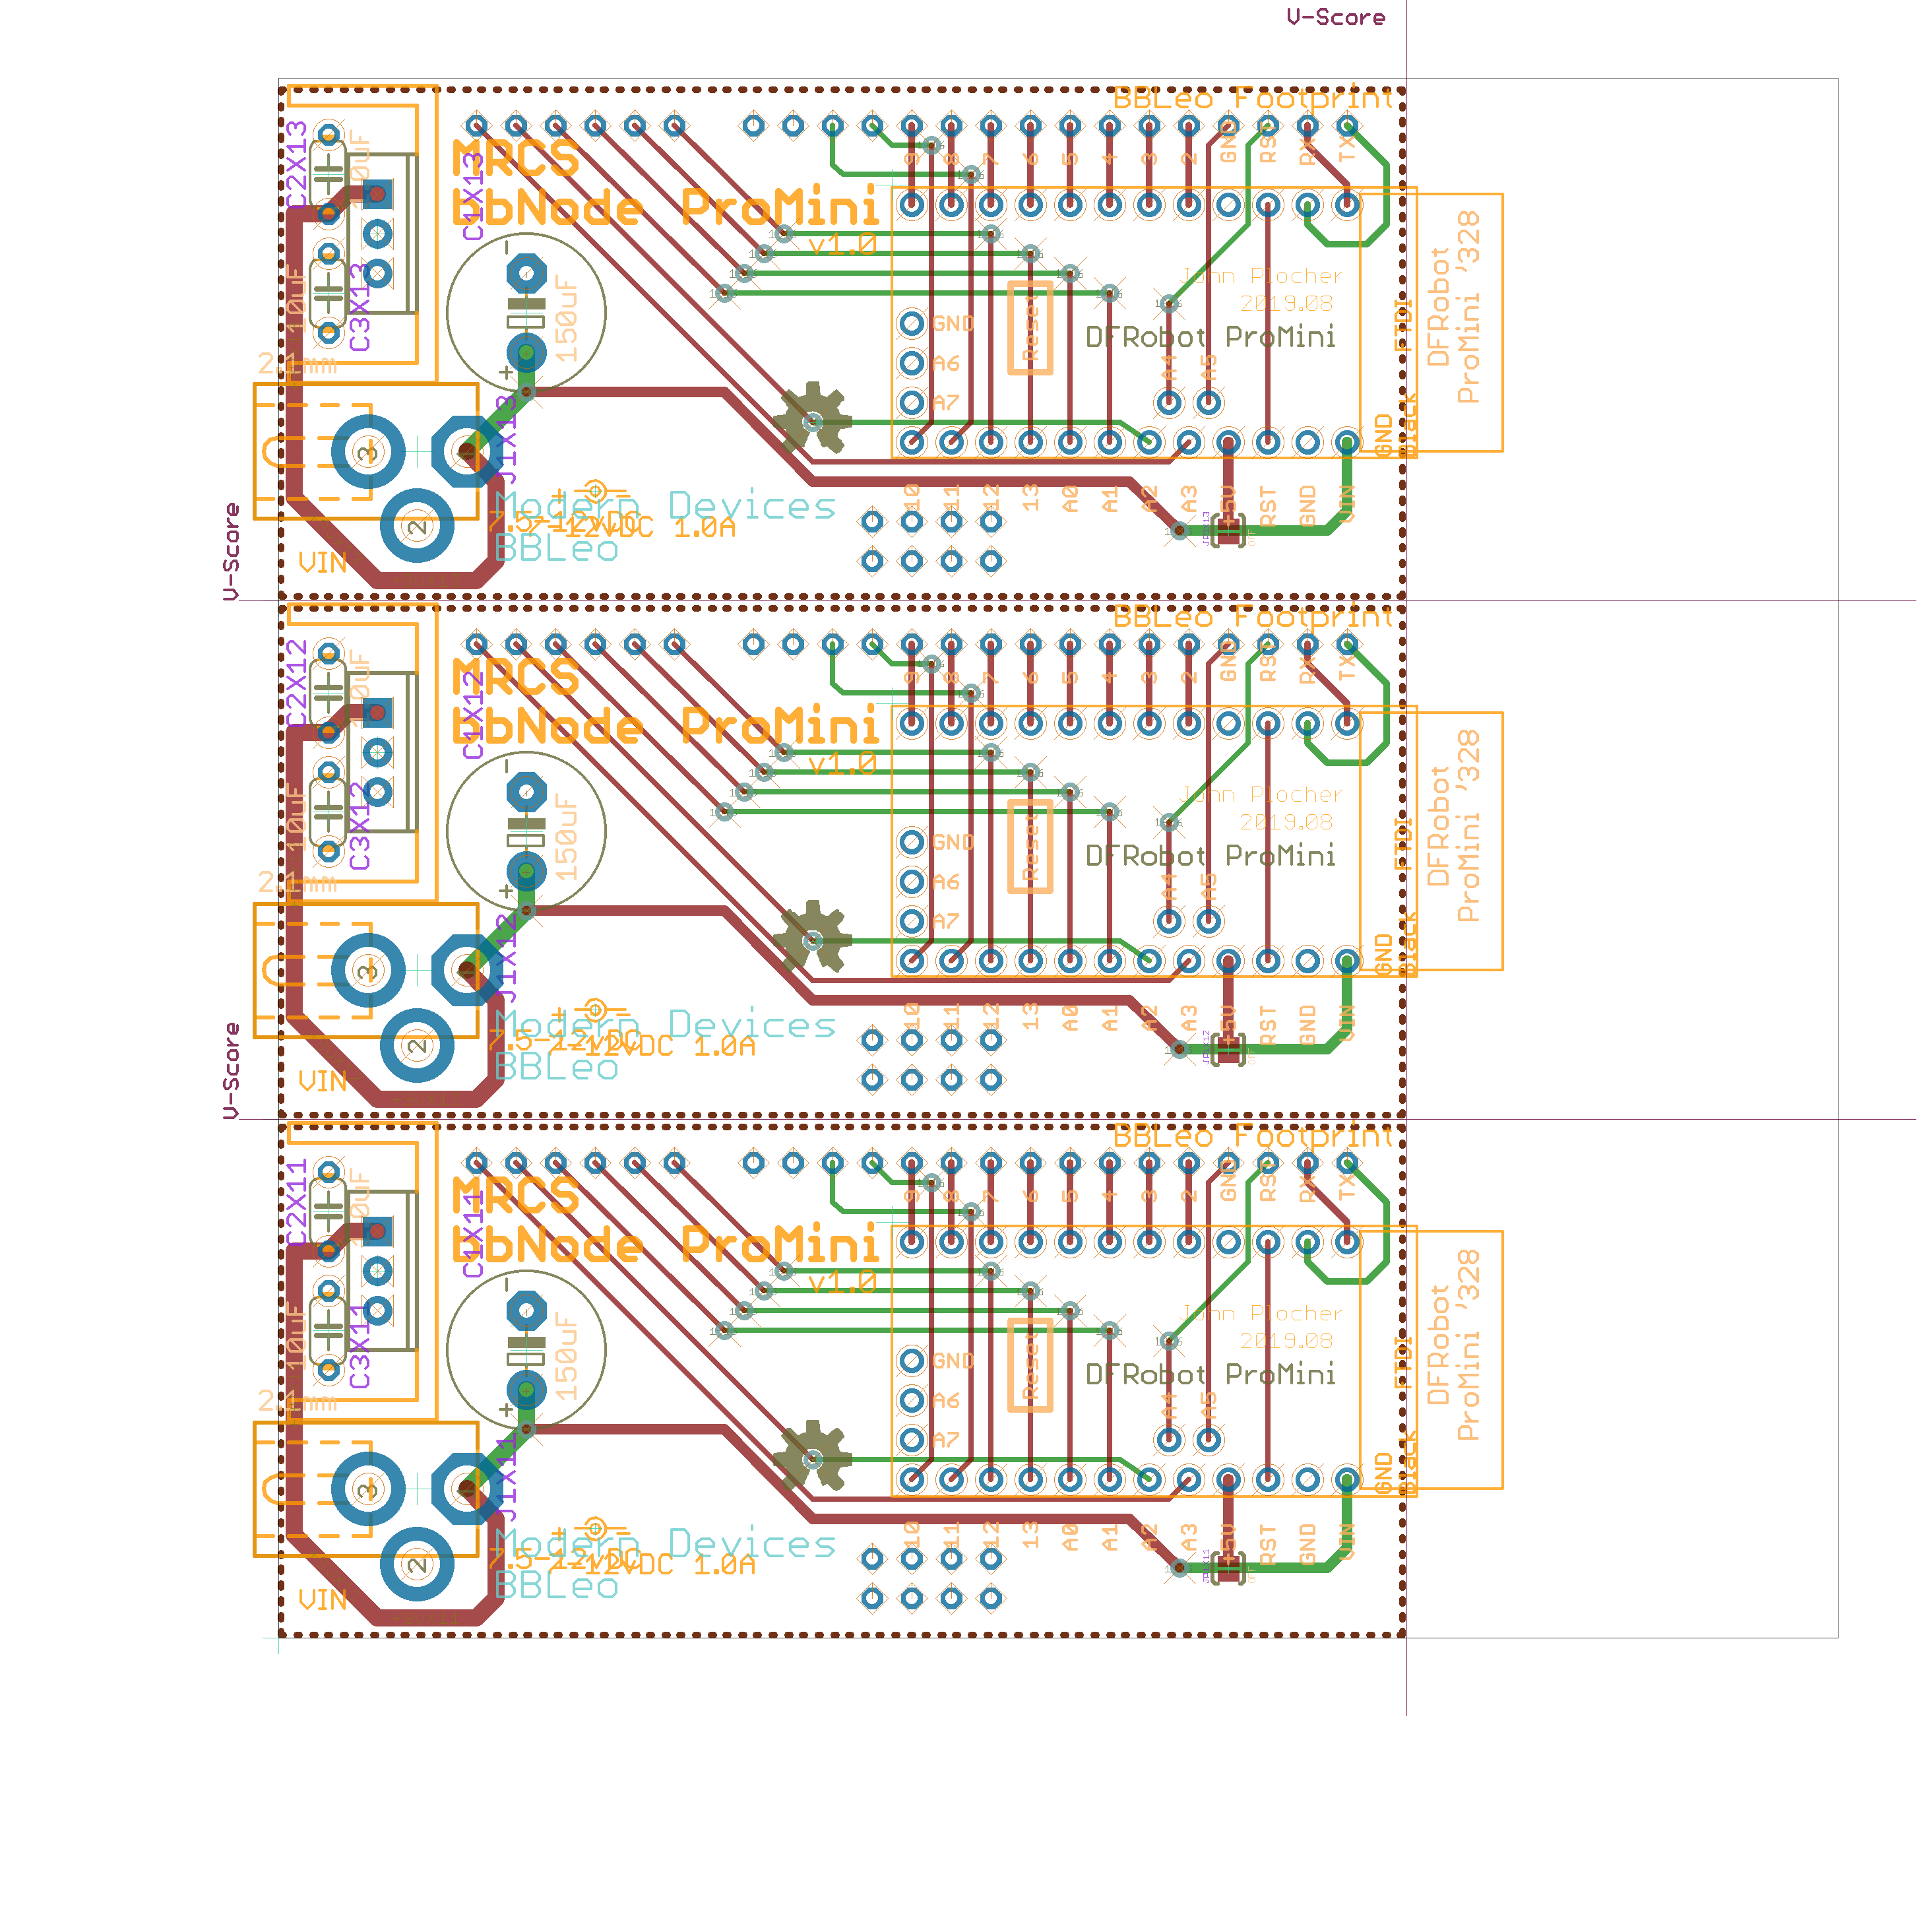 V-Score
BBLeo Footprint
C2X13
10uF
C1X13
MRCS
bbNode ProMini
v1.0
9 8 7 6 5 4 3 2 GND RST RX TX
John Plocher
2019.08
DFRobot ProMini
DFRobot
ProMini '328
FTDI
Reset
GND
A6
A7
A4 A5
GND
Black
10uF
C3X13
150uF
2.1mm
J1X13
3
2
VIN
Modern Devices
7.5-12VDC 1.0A
BBLeo
10 11 12 13 A0 A1 A2 A3 +5V RST GND VIN
V-Score
BBLeo Footprint
C2X12
10uF
C1X12
MRCS
bbNode ProMini
v1.0
9 8 7 6 5 4 3 2 GND RST RX TX
John Plocher
2019.08
DFRobot ProMini
DFRobot
ProMini '328
FTDI
Reset
GND
A6
A7
A4 A5
GND
Black
10uF
C3X12
150uF
2.1mm
J1X12
3
2
VIN
Modern Devices
7.5-12VDC 1.0A
BBLeo
10 11 12 13 A0 A1 A2 A3 +5V RST GND VIN
V-Score
BBLeo Footprint
C2X11
10uF
C1X11
MRCS
bbNode ProMini
v1.0
9 8 7 6 5 4 3 2 GND RST RX TX
John Plocher
2019.08
DFRobot ProMini
DFRobot
ProMini '328
FTDI
Reset
GND
A6
A7
A4 A5
GND
Black
10uF
C3X11
150uF
2.1mm
J1X11
3
2
VIN
Modern Devices
7.5-12VDC 1.0A
BBLeo
10 11 12 13 A0 A1 A2 A3 +5V RST GND VIN